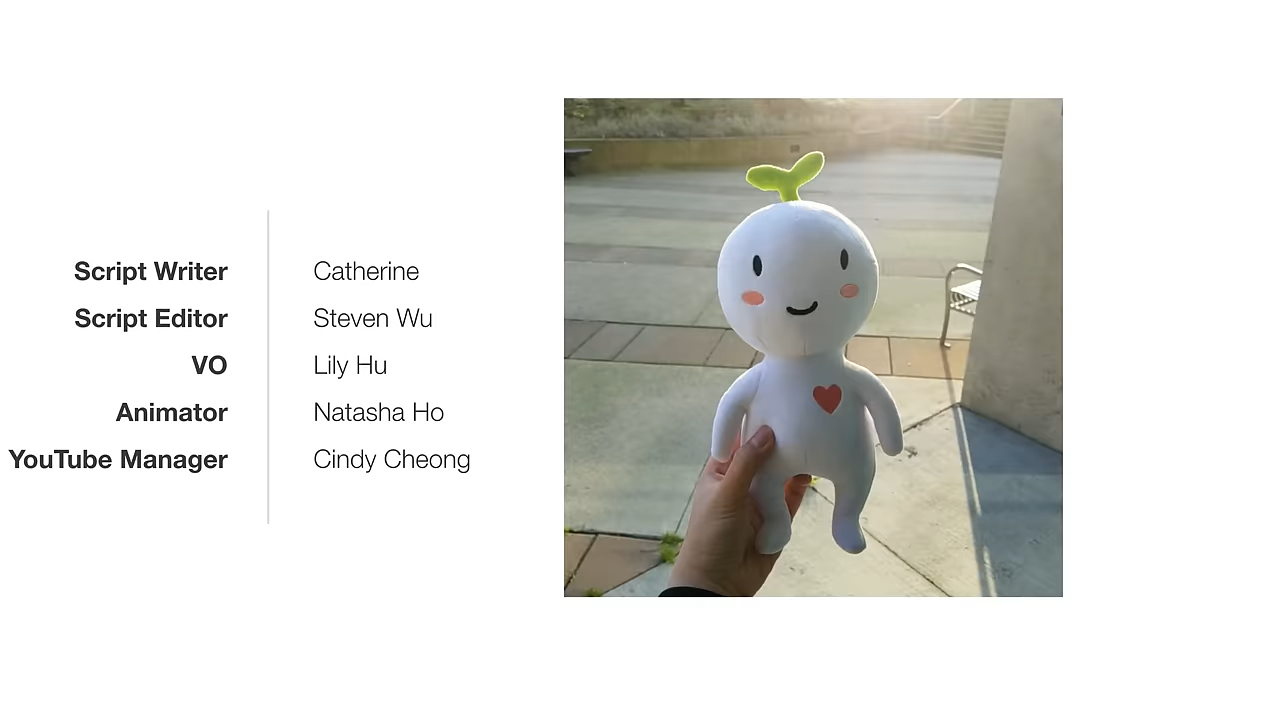 Script Writer Catherine
Script Editor Steven Wu
VO Lily Hu
Animator Natasha Ho
YouTube Manager Cindy Cheong